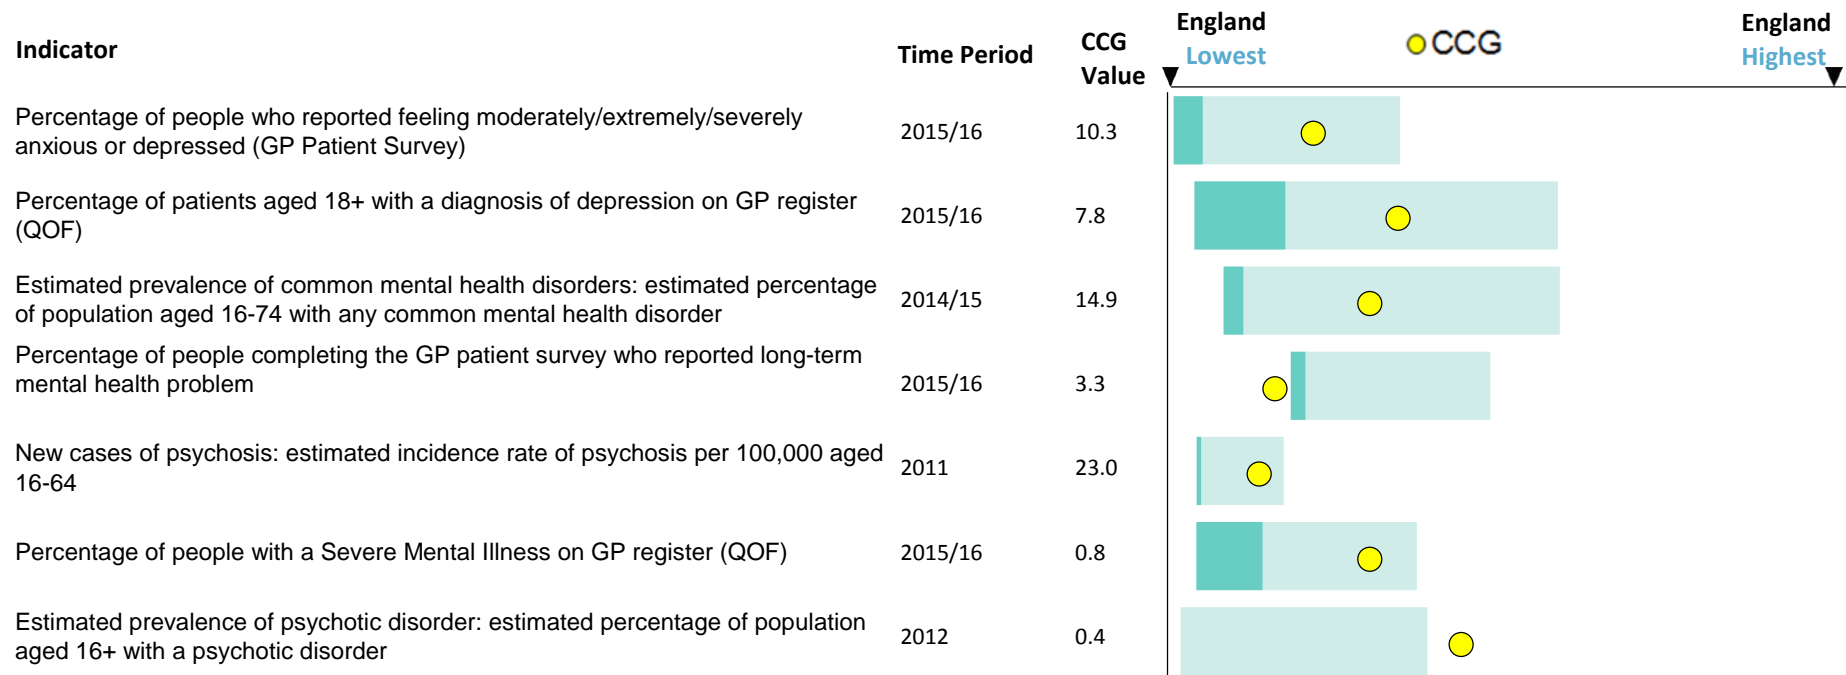 Indicator
Time Period
CCG
Value
England
Lowest
CCG
England
Highest
Percentage of people who reported feeling moderately/extremely/severely
anxious or depressed (GP Patient Survey)
2015/16
10.3
Percentage of patients aged 18+ with a diagnosis of depression on GP register
(QOF)
2015/16
7.8
Estimated prevalence of common mental health disorders: estimated percentage
of population aged 16-74 with any common mental health disorder
2014/15
14.9
Percentage of people completing the GP patient survey who reported long-term
mental health problem
2015/16
3.3
New cases of psychosis: estimated incidence rate of psychosis per 100,000 aged
16-64
2011
23.0
Percentage of people with a Severe Mental Illness on GP register (QOF)
2015/16
0.8
Estimated prevalence of psychotic disorder: estimated percentage of population
aged 16+ with a psychotic disorder
2012
0.4